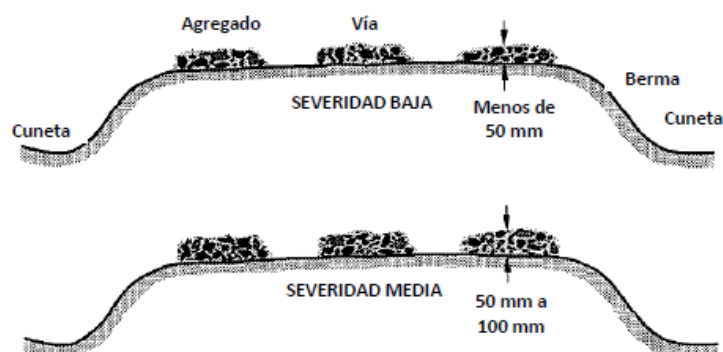 Agregado
Vía
SEVERIDAD BAJA
Menos de
50 mm
Berma
Cuneta
Cuneta
SEVERIDAD MEDIA
50 mm a
100 mm